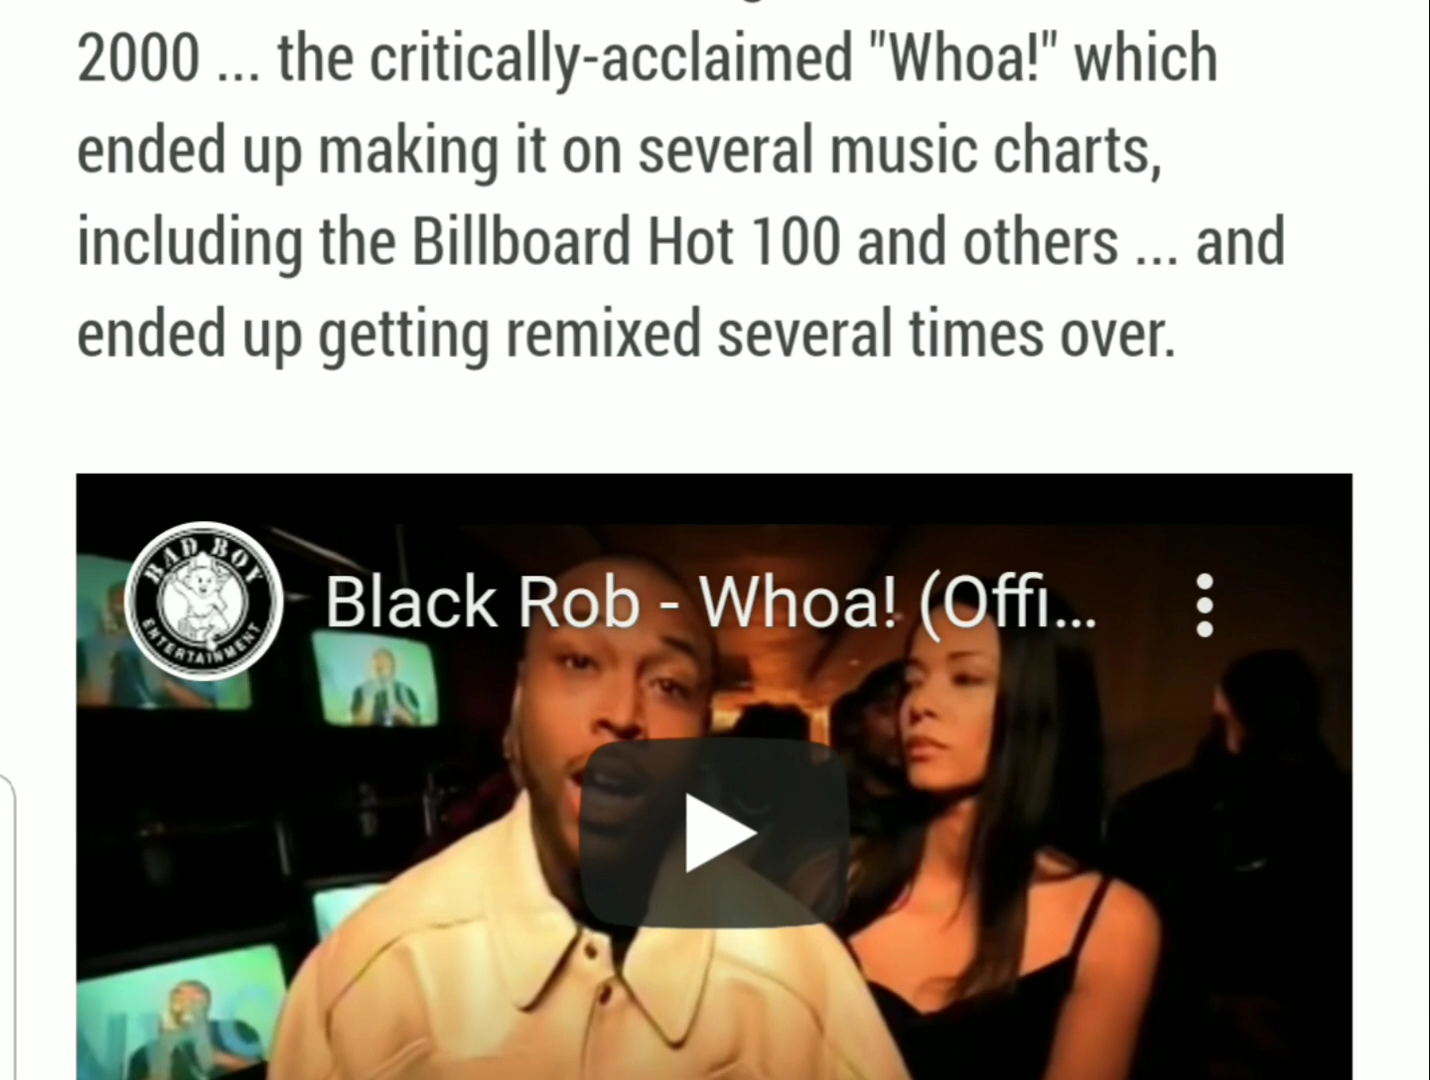 2000 ... the critically-acclaimed "Whoa!" which
ended up making it on several music charts,
including the Billboard Hot 100 and others ... and
ended up getting remixed several times over.
BAD BOY
ENTERTAINMENT
Black Rob - Whoa! (Offi...